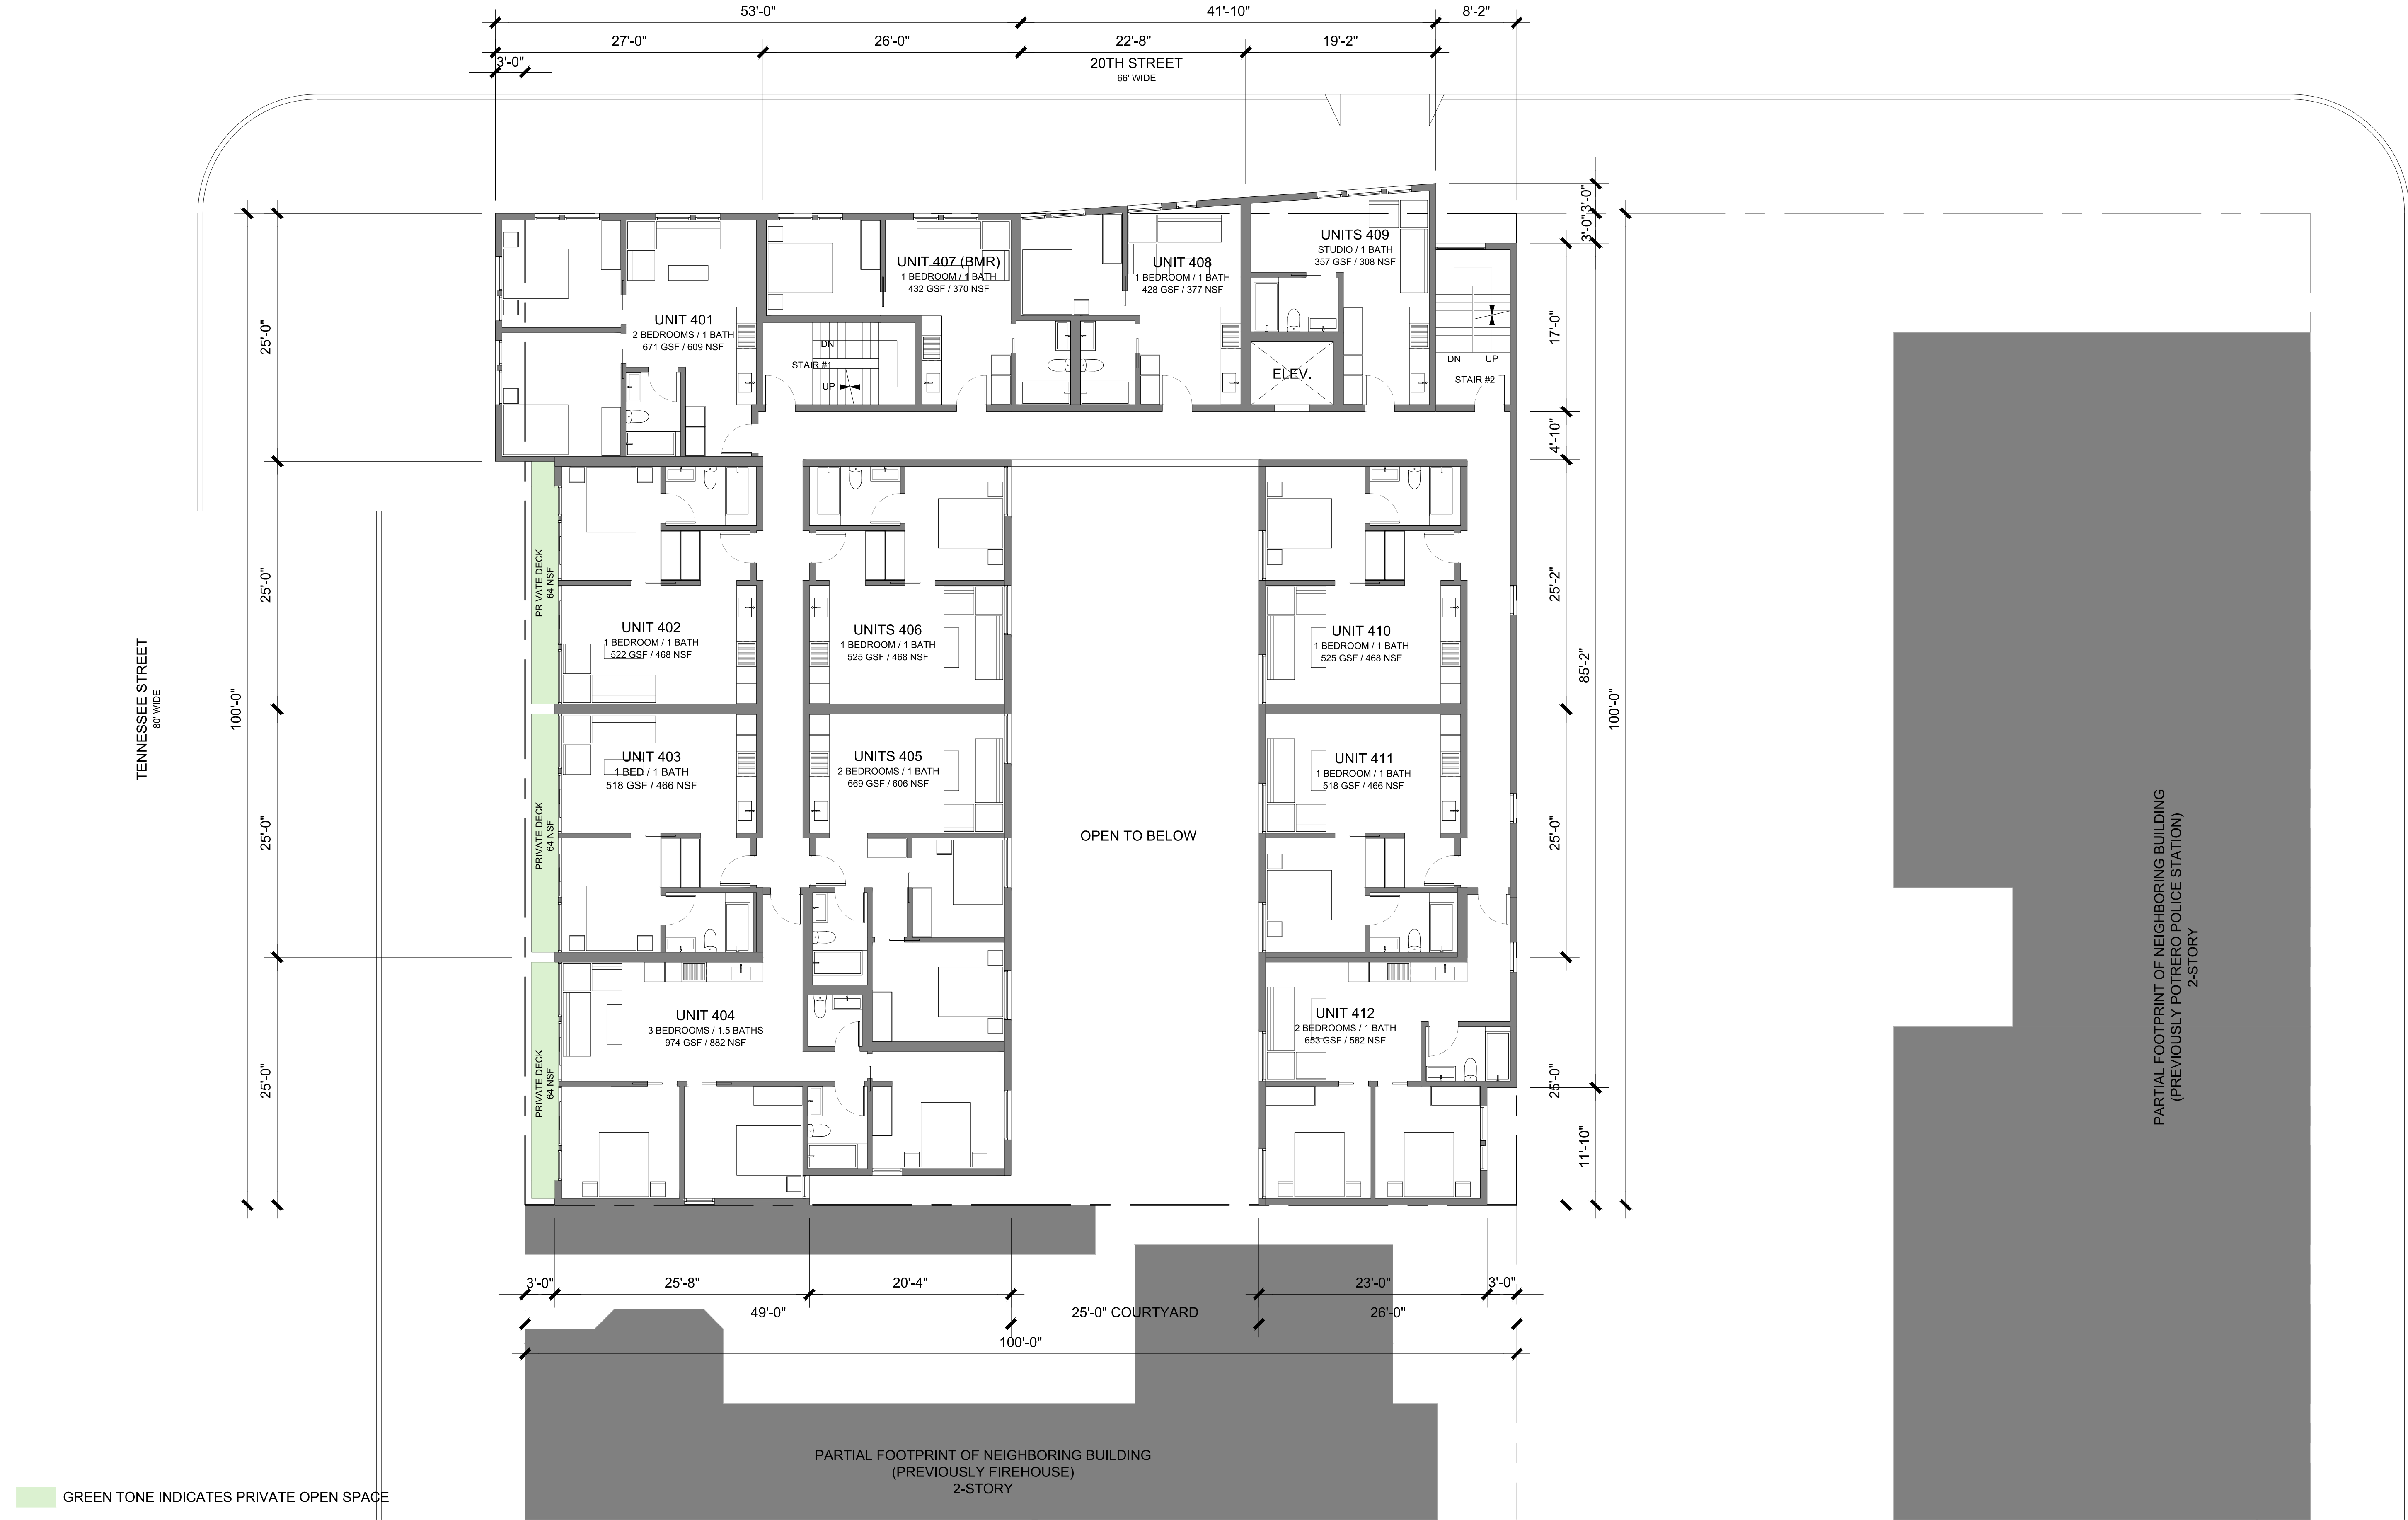 53'-0"
41'-10"
8'-2"
27'-0"
26'-0"
22'-8"
19'-2"
3'-0"
20TH STREET
66' WIDE
3'-0"
3'-0"
25'-0"
25'-0"
25'-0"
25'-0"
100'-0"
TENNESSEE STREET
80' WIDE
UNIT 401
2 BEDROOMS / 1 BATH
671 GSF / 609 NSF
DN
STAIR #1
UP
UNIT 407 (BMR)
1 BEDROOM / 1 BATH
432 GSF / 370 NSF
UNIT 408
1 BEDROOM / 1 BATH
428 GSF / 377 NSF
UNITS 409
STUDIO / 1 BATH
357 GSF / 308 NSF
ELEV.
DN
UP
STAIR #2
17'-0"
4'-10"
25'-2"
85'-2"
100'-0"
25'-0"
25'-0"
11'-10"
PRIVATE DECK
64 NSF
UNIT 402
1 BEDROOM / 1 BATH
522 GSF / 468 NSF
UNITS 406
1 BEDROOM / 1 BATH
525 GSF / 468 NSF
UNIT 410
1 BEDROOM / 1 BATH
525 GSF / 468 NSF
PRIVATE DECK
64 NSF
UNIT 403
1 BED / 1 BATH
518 GSF / 466 NSF
UNITS 405
2 BEDROOMS / 1 BATH
669 GSF / 606 NSF
OPEN TO BELOW
UNIT 411
1 BEDROOM / 1 BATH
518 GSF / 466 NSF
PRIVATE DECK
64 NSF
UNIT 404
3 BEDROOMS / 1.5 BATHS
974 GSF / 882 NSF
UNIT 412
2 BEDROOMS / 1 BATH
653 GSF / 582 NSF
PARTIAL FOOTPRINT OF NEIGHBORING BUILDING
(PREVIOUSLY POTRERO POLICE STATION)
2-STORY
3'-0"
25'-8"
20'-4"
23'-0"
3'-0"
49'-0"
25'-0" COURTYARD
26'-0"
100'-0"
PARTIAL FOOTPRINT OF NEIGHBORING BUILDING
(PREVIOUSLY FIREHOUSE)
2-STORY
GREEN TONE INDICATES PRIVATE OPEN SPACE